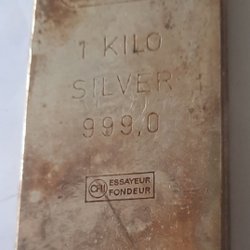 1 KILO
SILVER
999,0
ESSAYEUR
FONDEUR